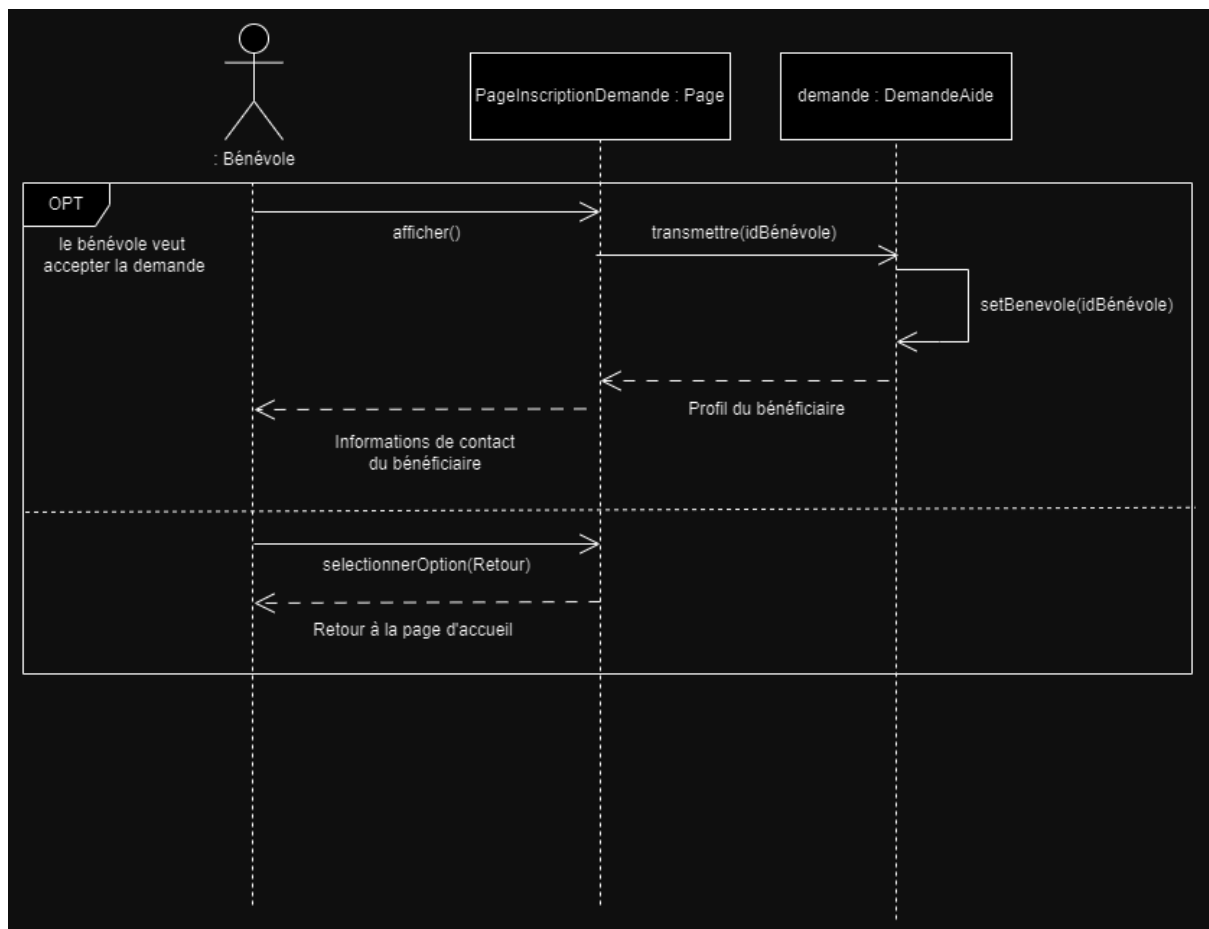 PageInscriptionDemande : Page
demande : DemandeAide
: Bénévole
OPT
le bénévole veut
accepter la demande
afficher()
transmettre(idBénévole)
setBenevole(idBénévole)
Profil du bénéficiaire
Informations de contact
du bénéficiaire
selectionnerOption(Retour)
Retour à la page d'accueil